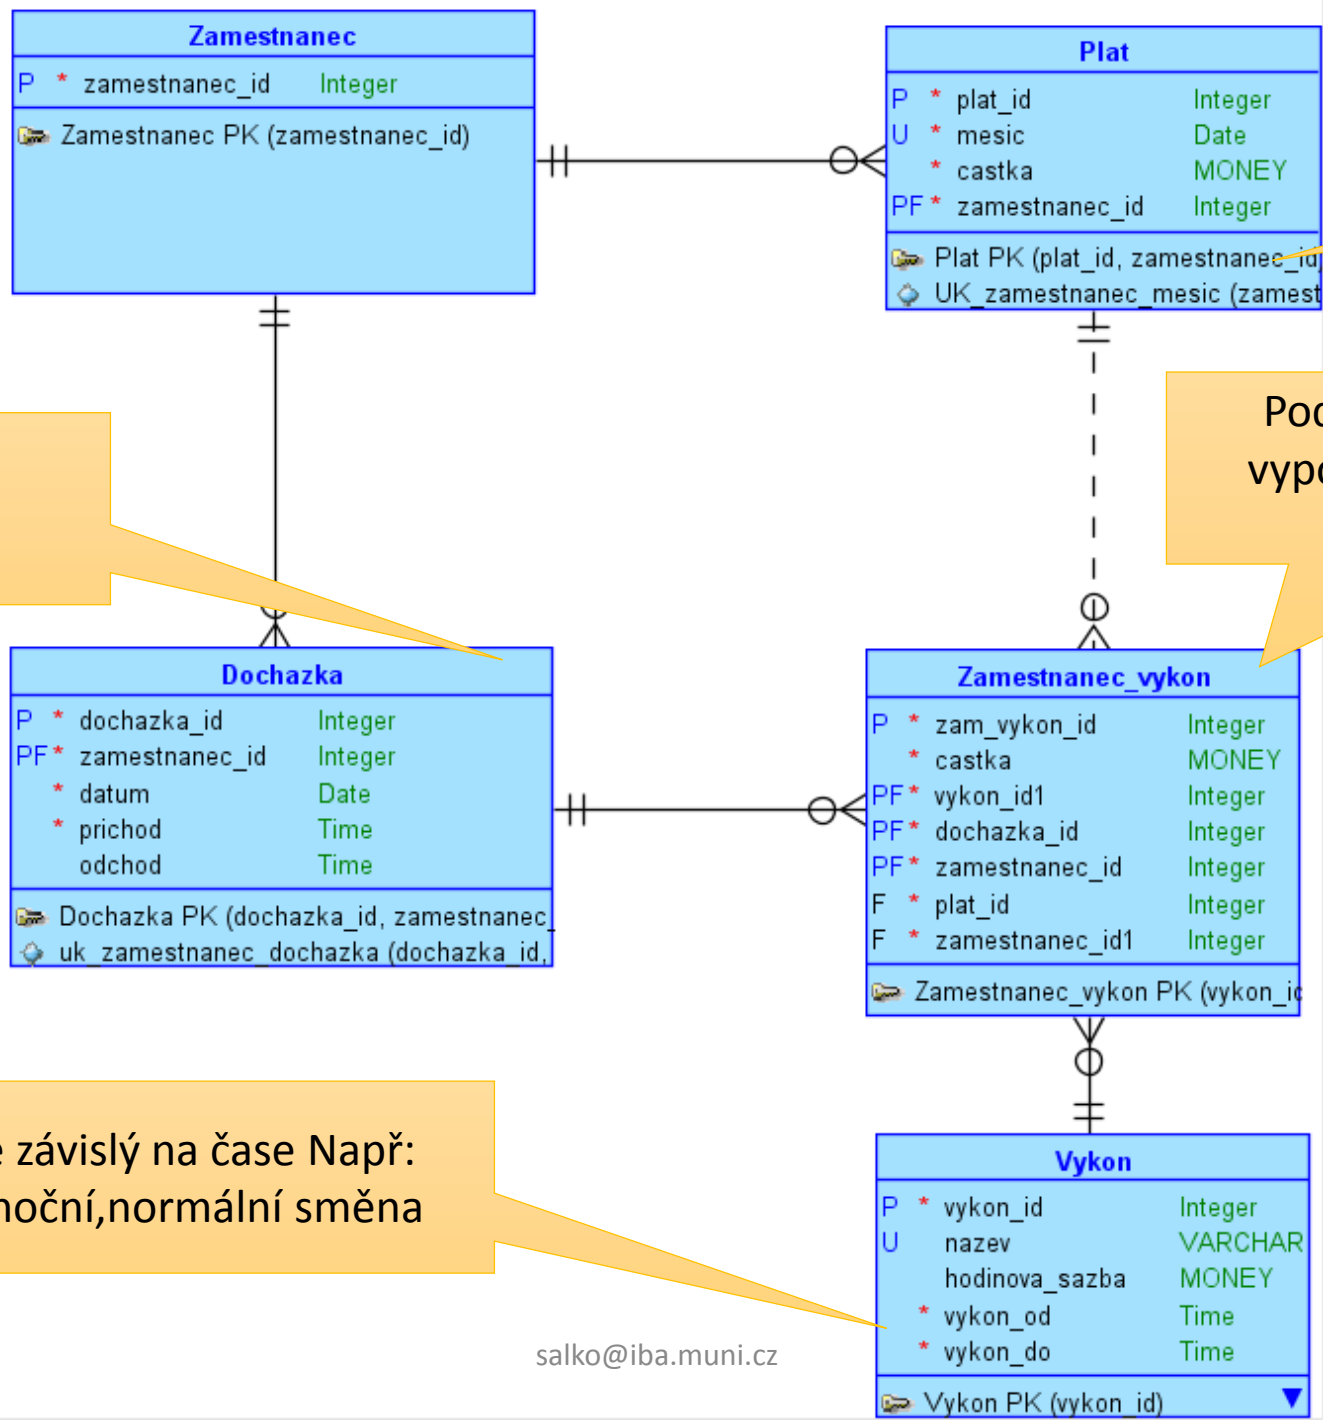 Zamestnanec
P * zamestnanec_id Integer
Zamestnanec PK (zamestnanec_id)
Plat
P * plat_id Integer
U * mesic Date
* castka MONEY
PF * zamestnanec_id Integer
Plat PK (plat_id, zamestnanec_id)
UK_zamestnanec_mesic (zamest
Dochazka
P * dochazka_id Integer
PF * zamestnanec_id Integer
* datum Date
* prichod Time
odchod Time
Dochazka PK (dochazka_id, zamestnanec_
uk_zamestnanec_dochazka (dochazka_id,
Zamestnanec_vykon
P * zam_vykon_id Integer
* castka MONEY
PF * vykon_id1 Integer
PF * dochazka_id Integer
PF * zamestnanec_id Integer
F * plat_id Integer
F * zamestnanec_id1 Integer
Zamestnanec_vykon PK (vykon_id
závislý na čase Např:
noční,normální směna
Vykon
P * vykon_id Integer
U nazev VARCHAR
hodinova_sazba MONEY
* vykon_od Time
* vykon_do Time
Vykon PK (vykon_id)
salko@iba.muni.cz